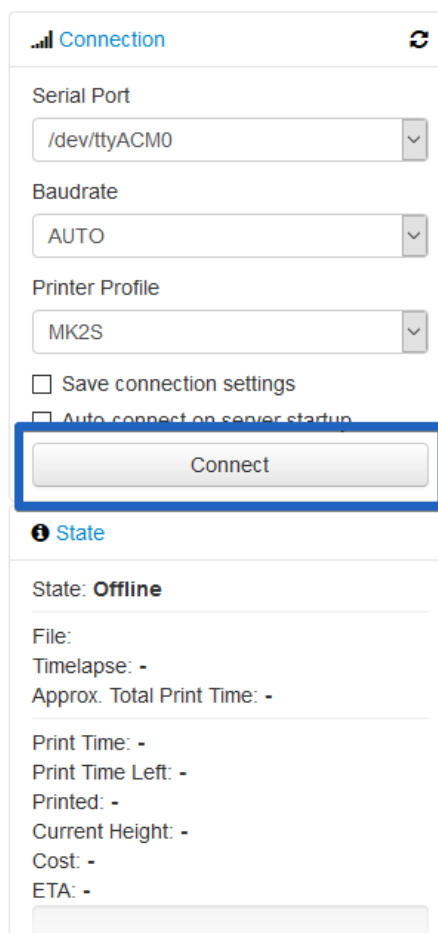 Connection
Serial Port
/dev/ttyACM0
Baudrate
AUTO
Printer Profile
MK2S
Save connection settings
Auto-connect on server startup
Connect
State
State: Offline
File:
Timelapse: -
Approx. Total Print Time: -
Print Time: -
Print Time Left: -
Printed: -
Current Height: -
Cost: -
ETA: -